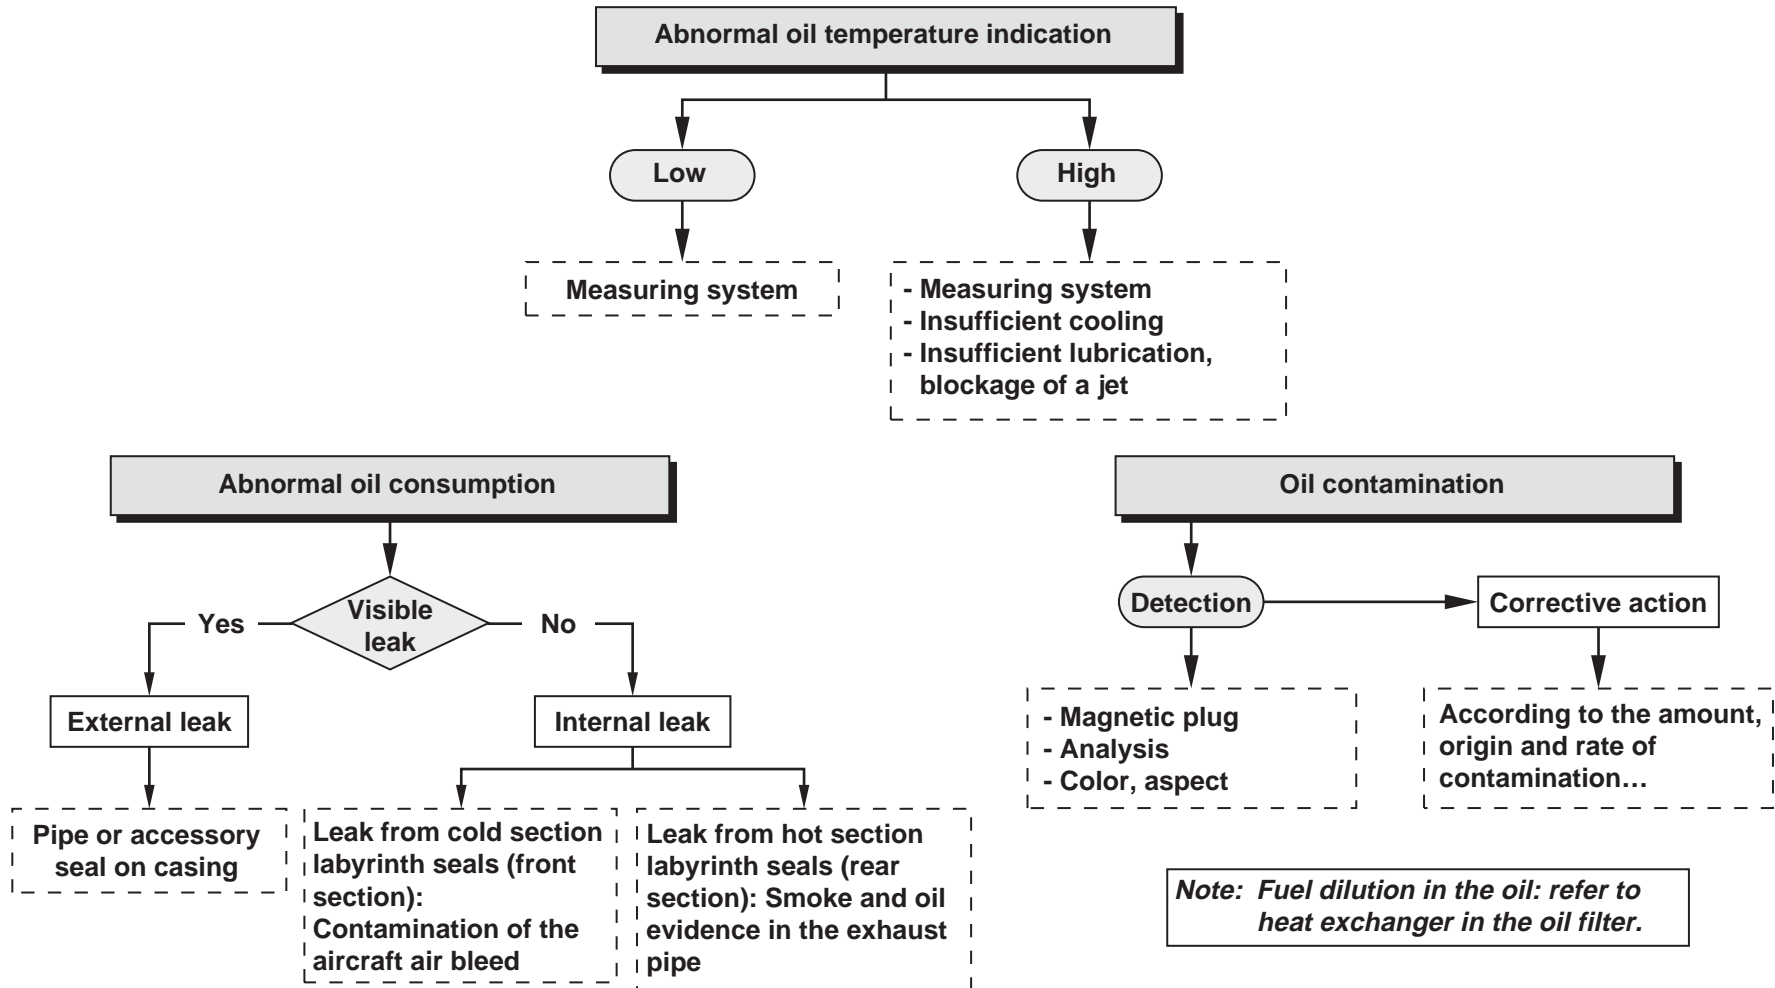 Abnormal oil temperature indication
Low
High
Measuring system
- Measuring system
- Insufficient cooling
- Insufficient lubrication,
blockage of a jet
Abnormal oil consumption
Visible
leak
Yes
No
External leak
Internal leak
Pipe or accessory
seal on casing
Leak from cold section
labyrinth seals (front
section):
Contamination of the
aircraft air bleed
Leak from hot section
labyrinth seals (rear
section): Smoke and oil
evidence in the exhaust
pipe
Oil contamination
Detection
Corrective action
- Magnetic plug
- Analysis
- Color, aspect
According to the amount,
origin and rate of
contamination…
Note: Fuel dilution in the oil: refer to
heat exchanger in the oil filter.